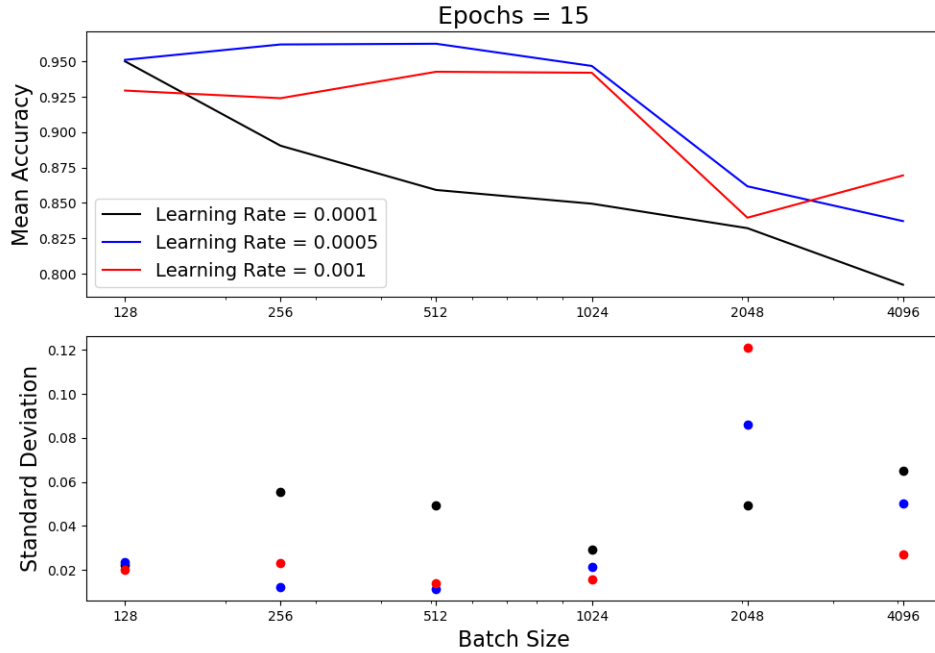 Epochs = 15
Mean Accuracy
0.950
0.925
0.900
0.875
0.850
0.825
0.800
Learning Rate = 0.0001
Learning Rate = 0.0005
Learning Rate = 0.001
128 256 512 1024 2048 4096
Standard Deviation
0.12
0.10
0.08
0.06
0.04
0.02
128 256 512 1024 2048 4096
Batch Size